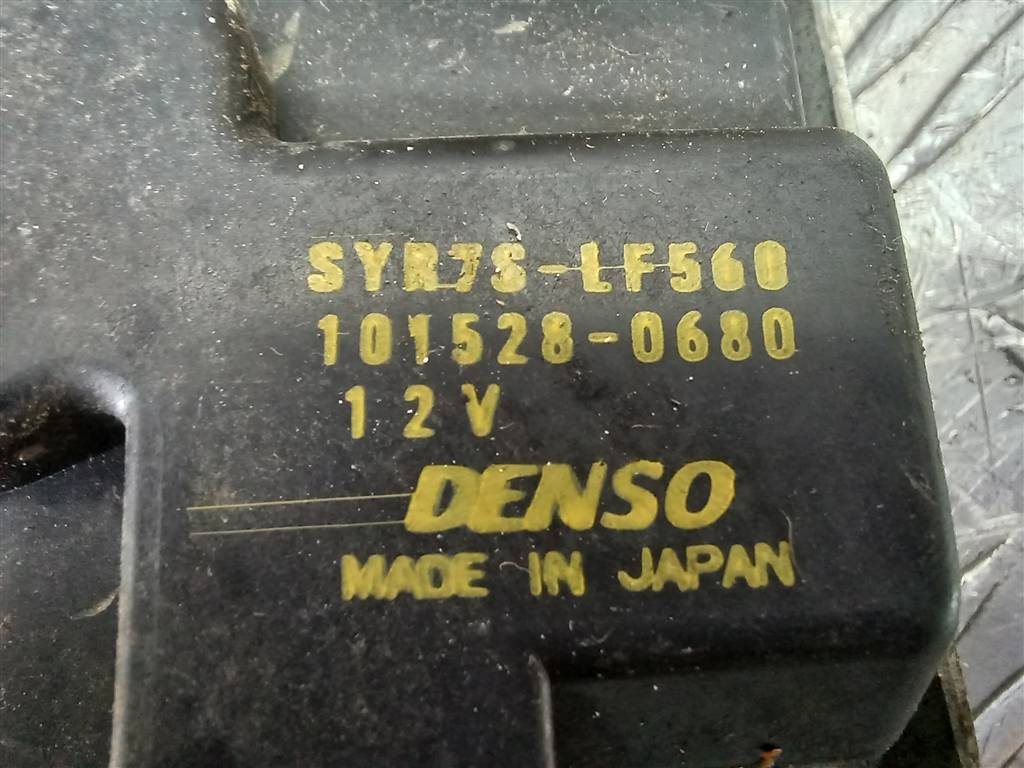 SYR7S-LF560
101528-0680
12V
DENSO
MADE IN JAPAN